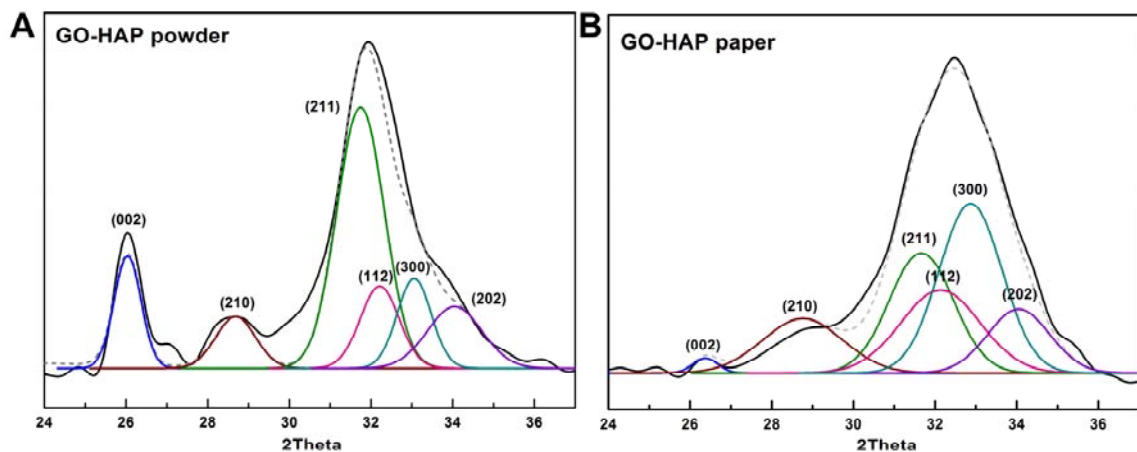 A
GO-HAP powder
(002)
(210)
(211)
(112)
(300)
(202)
24 26 28 30 32 34 36
2Theta
B
GO-HAP paper
(002)
(210)
(211)
(112)
(300)
(202)
24 26 28 30 32 34 36
2Theta